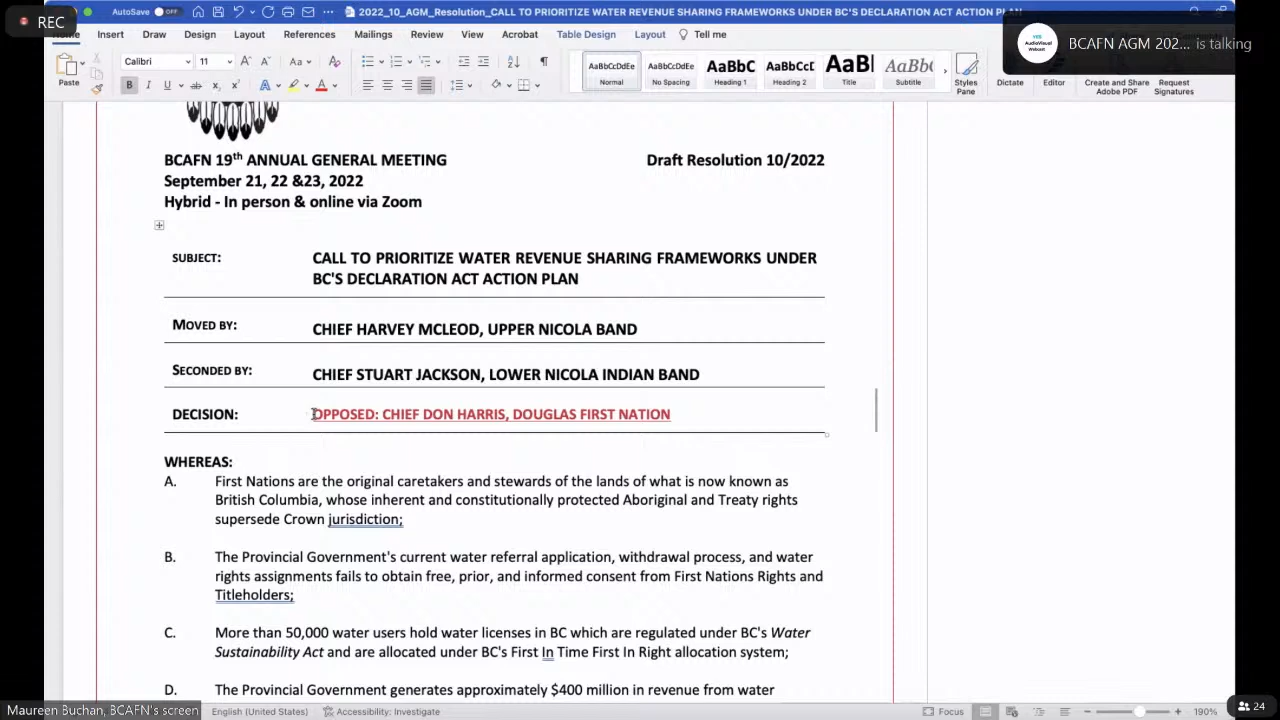 REC
AutoSave OFF
2022_10_AGM_Resolution_CALL TO PRIORITIZE WATER REVENUE SHARING FRAMEWORKS UNDER BC'S DECLARATION ACT ACTION PLAN
BCAFN AGM 202... is talking
Home Insert Draw Design Layout References Mailings Review View Acrobat Table Design Layout Tell me
Calibri 11
Paste
AaBbCcDdEe
Normal
AaBbCcDdEe
No Spacing
AaBbC
Heading 1
AaBbCcE
Heading 2
AaBl
Title
AaBbC
Subtitle
Styles Pane
Dictate
Editor
Create and Share Adobe PDF
Request Signatures
BCAFN 19th ANNUAL GENERAL MEETING Draft Resolution 10/2022
September 21, 22 &23, 2022
Hybrid - In person & online via Zoom
SUBJECT: CALL TO PRIORITIZE WATER REVENUE SHARING FRAMEWORKS UNDER
BC'S DECLARATION ACT ACTION PLAN
MOVED BY: CHIEF HARVEY MCLEOD, UPPER NICOLA BAND
SECONDED BY: CHIEF STUART JACKSON, LOWER NICOLA INDIAN BAND
DECISION: OPPOSED: CHIEF DON HARRIS, DOUGLAS FIRST NATION
WHEREAS:
A. First Nations are the original caretakers and stewards of the lands of what is now known as
British Columbia, whose inherent and constitutionally protected Aboriginal and Treaty rights
supersede Crown jurisdiction;
B. The Provincial Government's current water referral application, withdrawal process, and water
rights assignments fails to obtain free, prior, and informed consent from First Nations Rights and
Titleholders;
C. More than 50,000 water users hold water licenses in BC which are regulated under BC's Water
Sustainability Act and are allocated under BC's First In Time First In Right allocation system;
D. The Provincial Government generates approximately $400 million in revenue from water
Maureen Buchan, BCAFN's screen
English (United States) Accessibility: Investigate Focus 190%
24